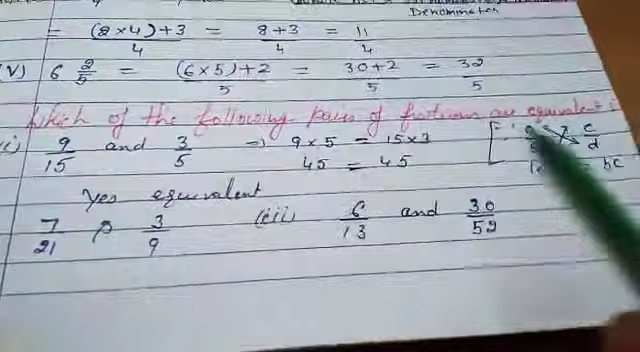 Denominator
= (2×4)+3 / 4 = 8+3 / 4 = 11 / 4
(V) 6 2/5 = (6×5)+2 / 5 = 30+2 / 5 = 32 / 5
Which of the following pairs of fractions are equivalent :
(i) 9/15 and 3/5 ⇒ 9×5 = 15×3
45 = 45
Yes equivalent
7/21 3/9 (iii) 6/13 and 30/52